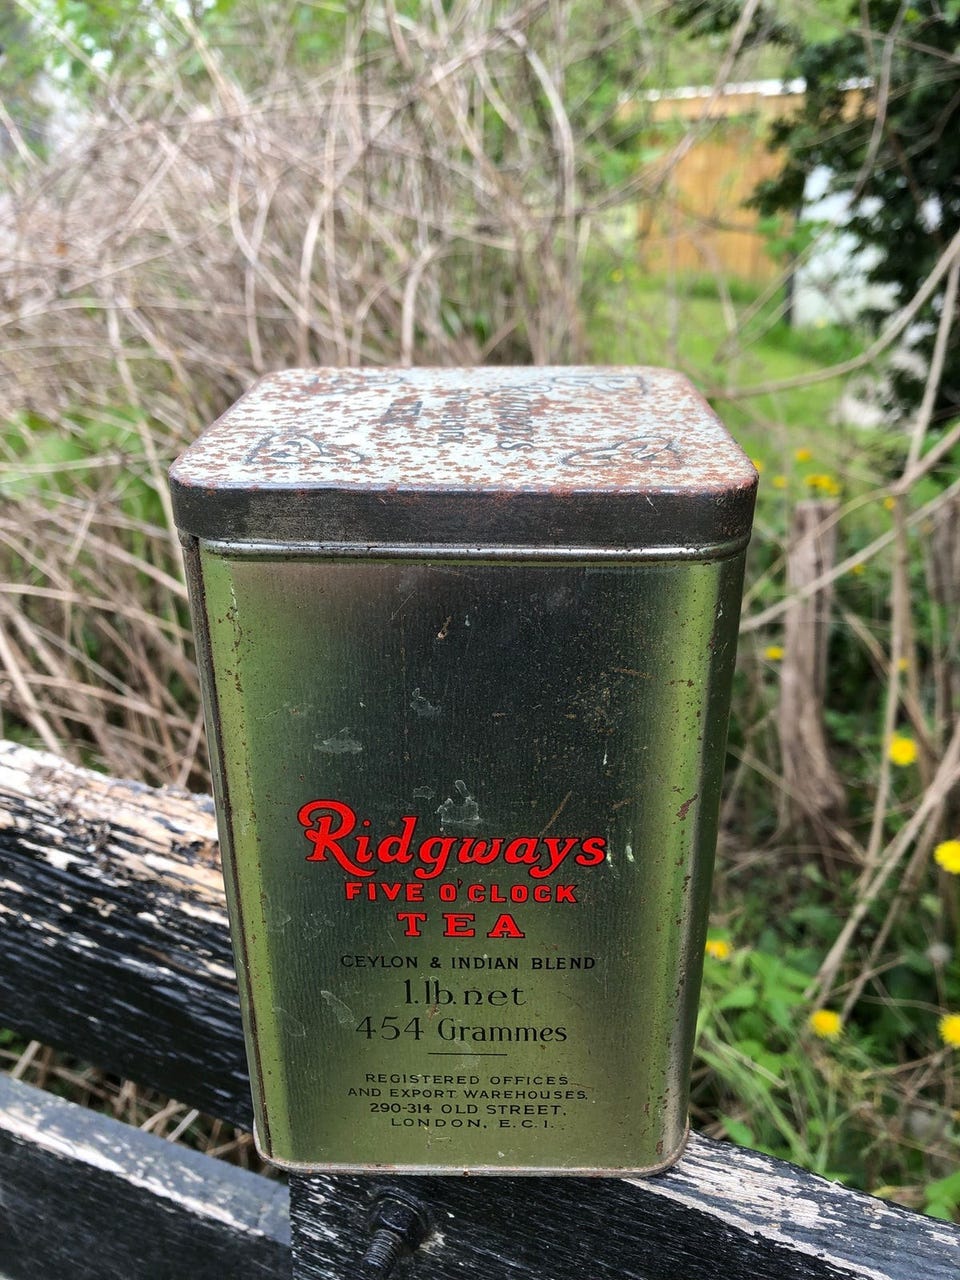 Ridgways
FIVE O'CLOCK
TEA
CEYLON & INDIAN BLEND
1.lb.net
454 Grammes
REGISTERED OFFICES
AND EXPORT WAREHOUSES,
290-314 OLD STREET,
LONDON, E.C.1.